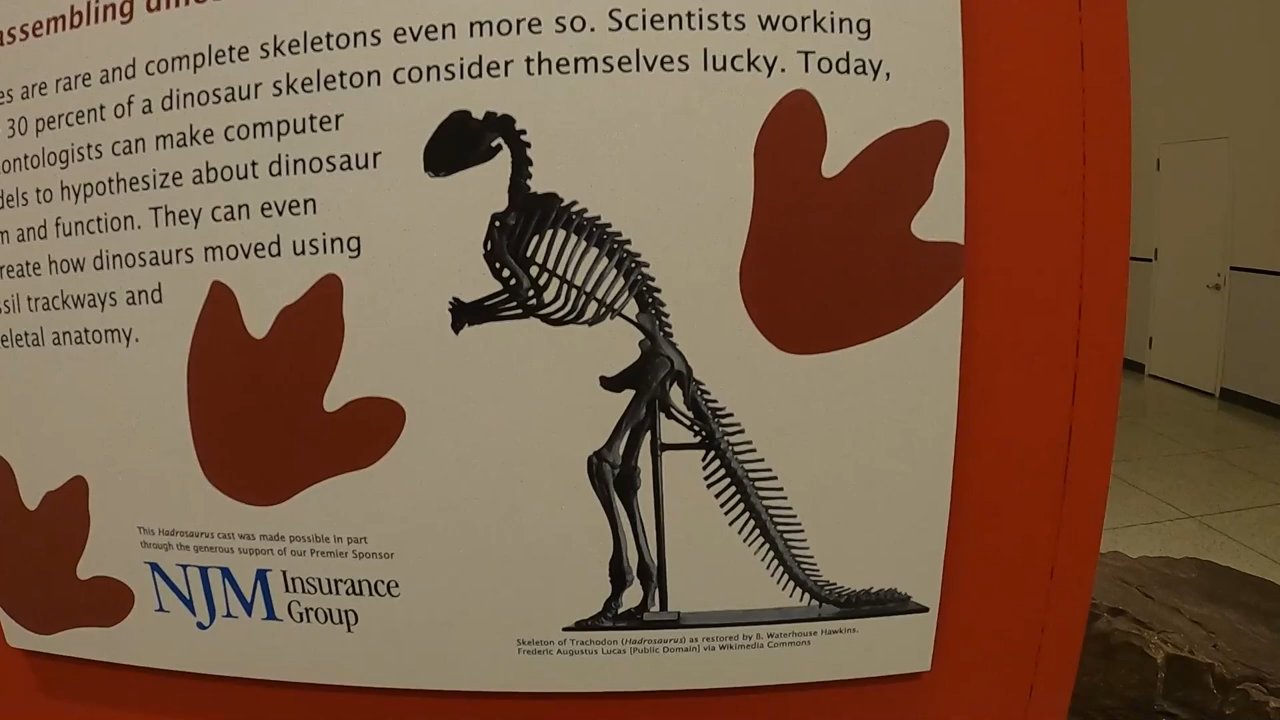 assembling
es are rare and complete skeletons even more so. Scientists working
30 percent of a dinosaur skeleton consider themselves lucky. Today,
ontologists can make computer
dels to hypothesize about dinosaur
m and function. They can even
reate how dinosaurs moved using
ssil trackways and
eletal anatomy.
This Hadrosaurus cast was made possible in part
through the generous support of our Premier Sponsor
NJM Insurance
Group
Skeleton of Trachodon (Hadrosaurus) as restored by B. Waterhouse Hawkins.
Frederic Augustus Lucas [Public Domain] via Wikimedia Commons